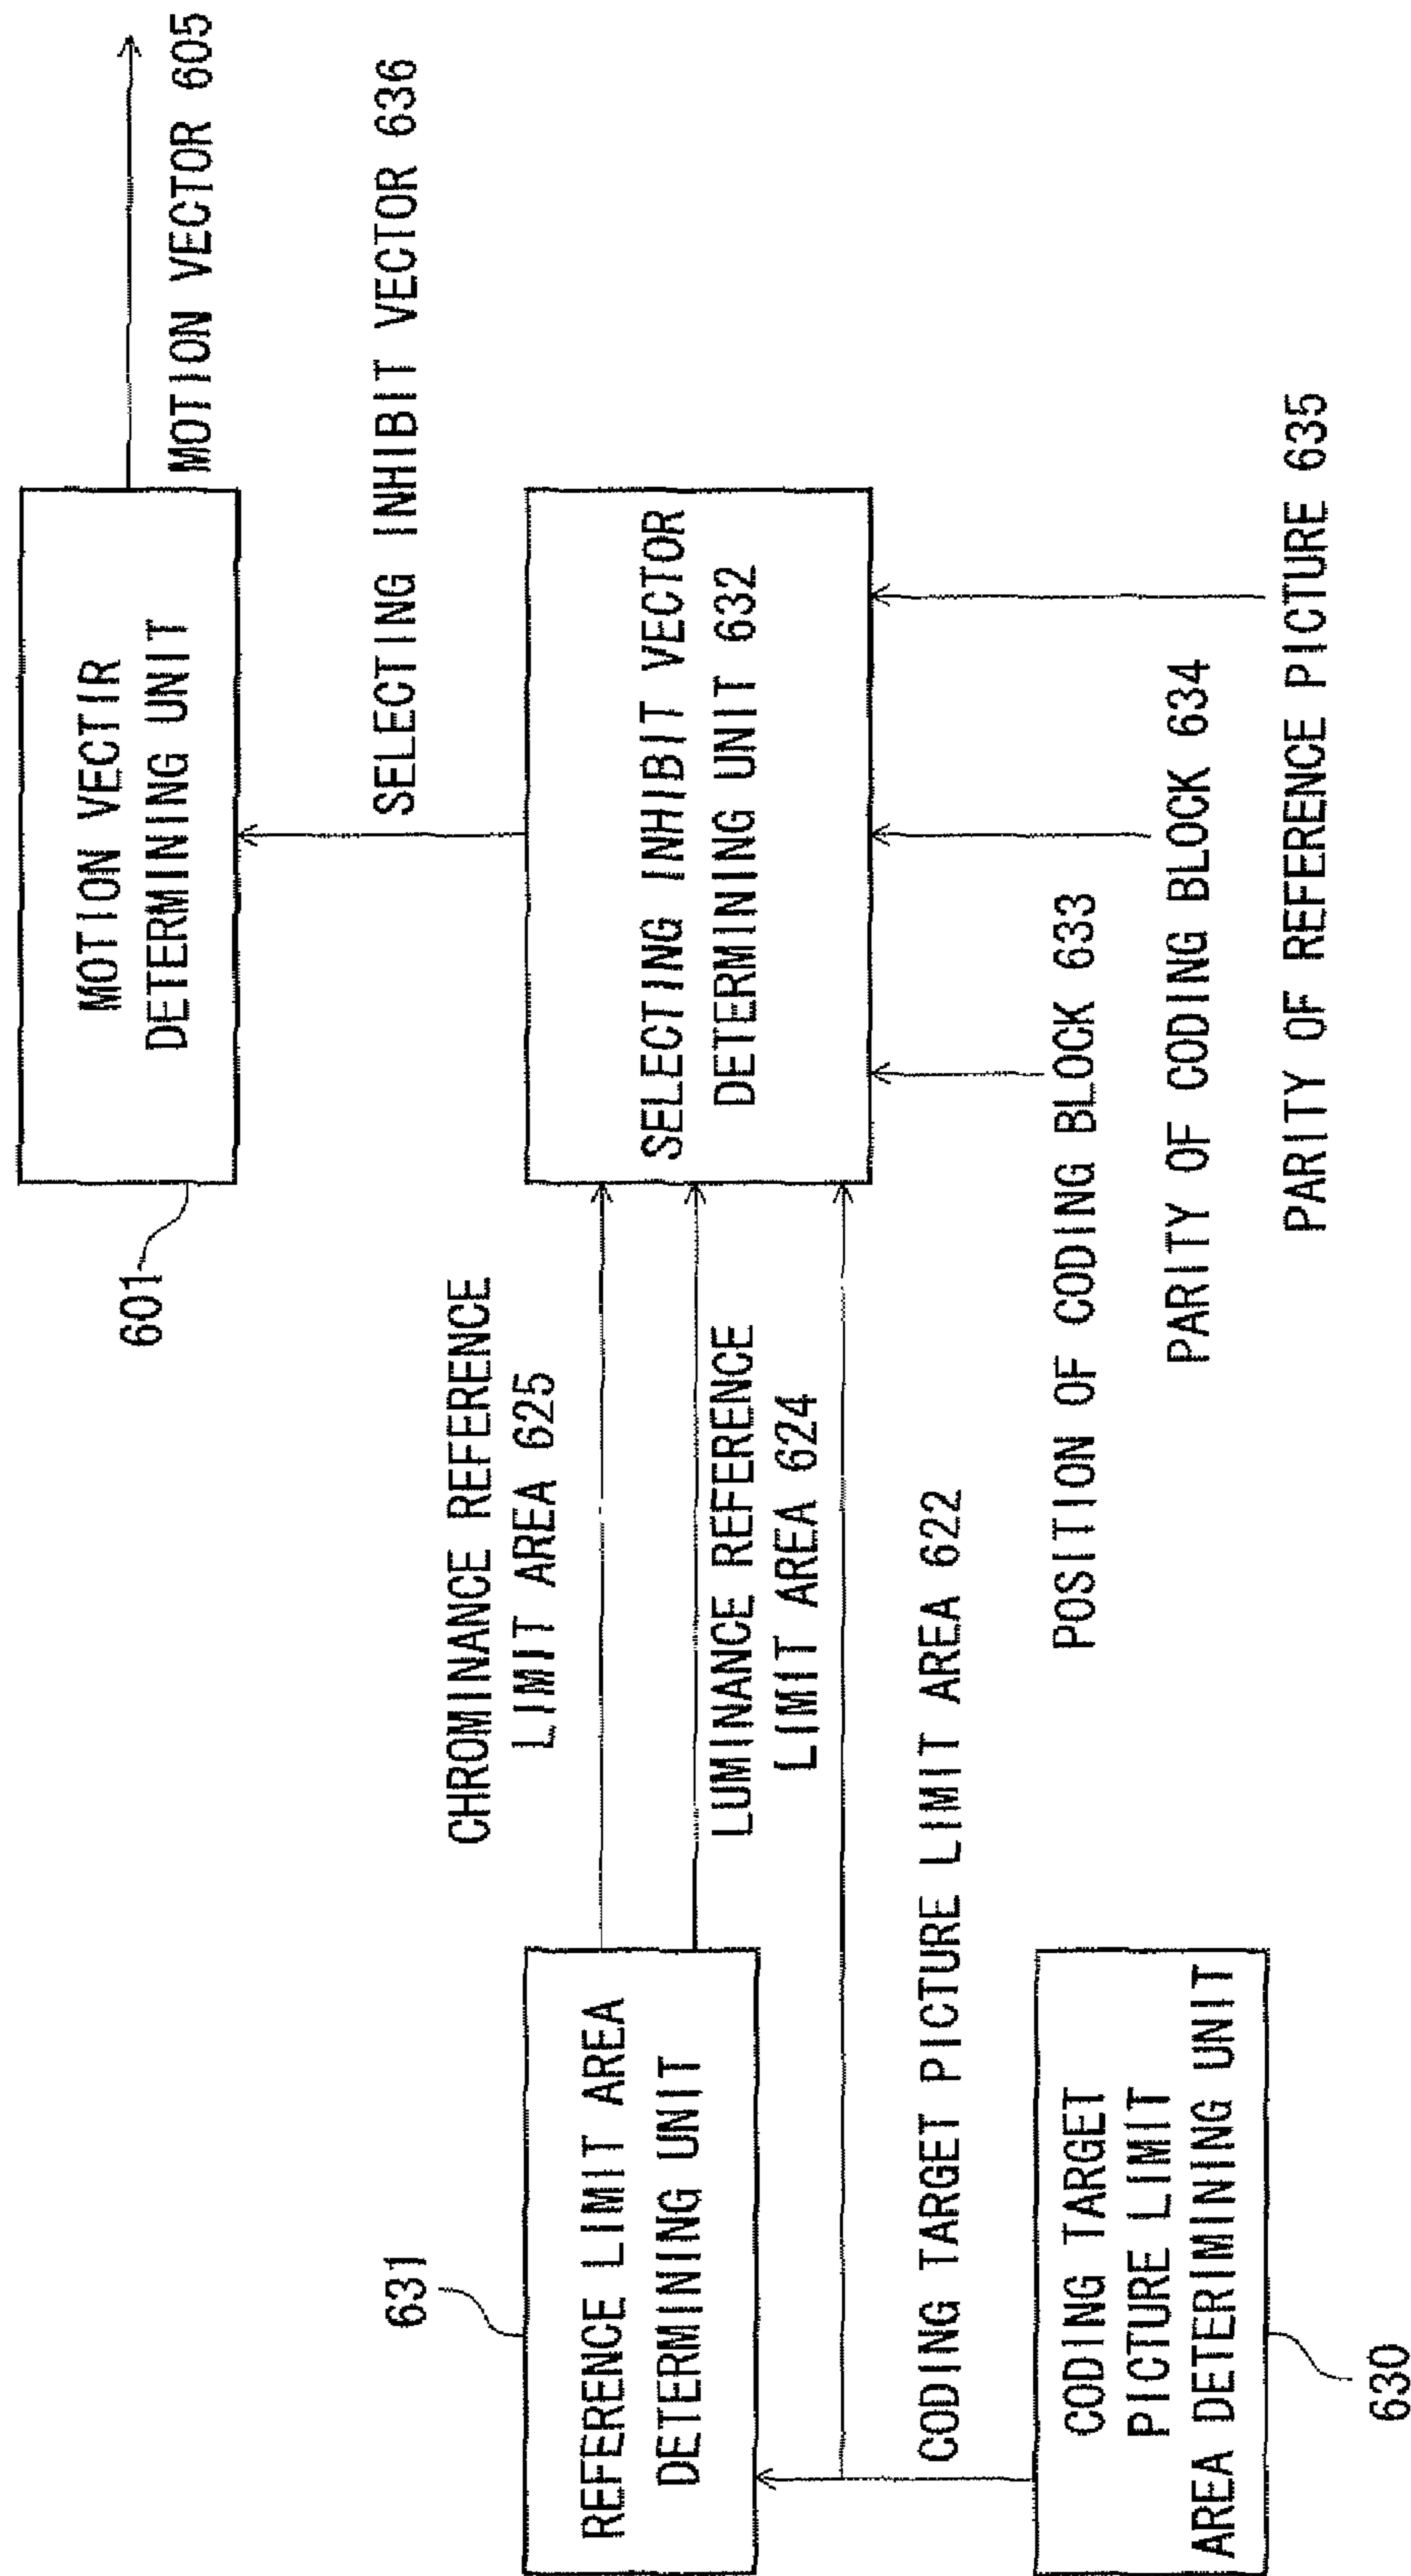 MOTION VECTIR
DETERMINING UNIT
601
MOTION VECTOR 605
SELECTING INHIBIT VECTOR 636
CHROMINANCE REFERENCE
LIMIT AREA 625
631
REFERENCE LIMIT AREA
DETERMINING UNIT
LUMINANCE REFERENCE
LIMIT AREA 624
SELECTING INHIBIT VECTOR
DETERMINING UNIT 632
CODING TARGET PICTURE LIMIT AREA 622
CODING TARGET
PICTURE LIMIT
AREA DETERIMINING UNIT
630
POSITION OF CODING BLOCK 633
PARITY OF CODING BLOCK 634
PARITY OF REFERENCE PICTURE 635